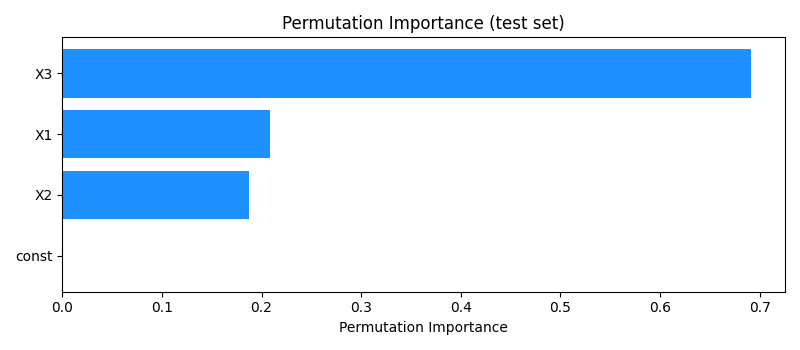 Permutation Importance (test set)
X3
X1
X2
const
0.0 0.1 0.2 0.3 0.4 0.5 0.6 0.7
Permutation Importance